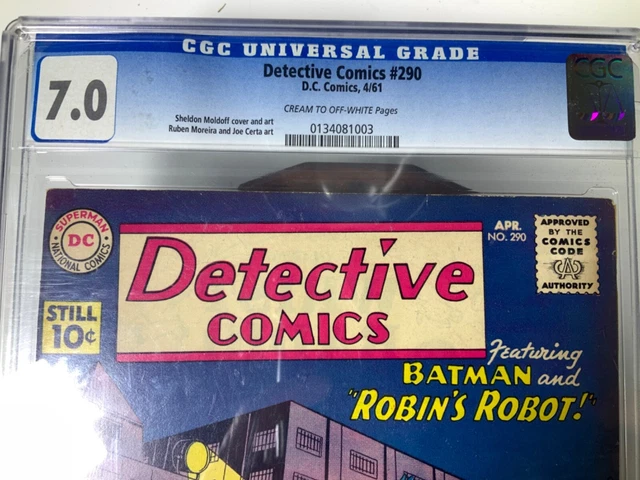 CGC UNIVERSAL GRADE
7.0
Detective Comics #290
D.C. Comics, 4/61
CREAM TO OFF-WHITE Pages
Sheldon Moldoff cover and art
Ruben Moreira and Joe Certa art
0134081003
CGC
SUPERMAN
DC
NATIONAL COMICS
Detective
COMICS
APR.
NO. 290
APPROVED
BY THE
COMICS
CODE
CA
AUTHORITY
STILL
10¢
Featuring
BATMAN and
"ROBIN'S ROBOT!"